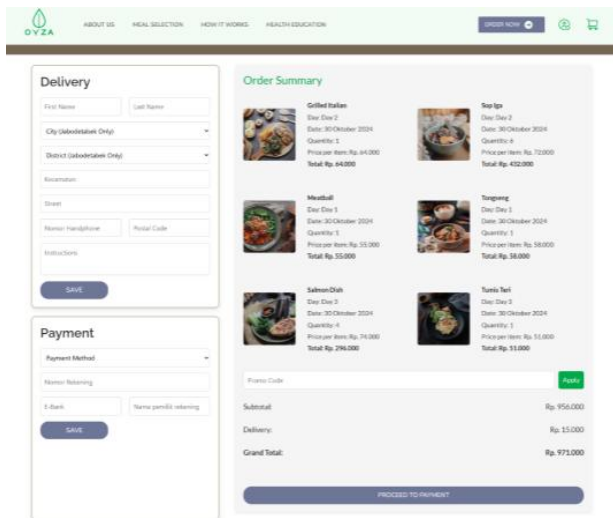 OYZA
ABOUT US
MEAL SELECTION
HOW IT WORKS
HEALTH EDUCATION
ORDER NOW
Delivery
First Name
Last Name
City (Jabodetabek Only)
District (Jabodetabek Only)
Kecamatan
Street
Nomor Handphone
Postal Code
Instructions
SAVE
Payment
Payment Method
Nomor Rekening
E-Bank
Nama pemilik rekening
SAVE
Order Summary
Grilled Italian
Day: Day 2
Date: 30 Oktober 2024
Quantity: 1
Price per item: Rp. 64.000
Total: Rp. 64.000
Sop Iga
Day: Day 2
Date: 30 Oktober 2024
Quantity: 6
Price per item: Rp. 72.000
Total: Rp. 432.000
Meatball
Day: Day 1
Date: 30 Oktober 2024
Quantity: 1
Price per item: Rp. 55.000
Total: Rp. 55.000
Tongseng
Day: Day 1
Date: 30 Oktober 2024
Quantity: 1
Price per item: Rp. 58.000
Total: Rp. 58.000
Salmon Dish
Day: Day 3
Date: 30 Oktober 2024
Quantity: 4
Price per item: Rp. 74.000
Total: Rp. 296.000
Tumis Teri
Day: Day 3
Date: 30 Oktober 2024
Quantity: 1
Price per item: Rp. 51.000
Total: Rp. 51.000
Promo Code
Apply
Subtotal:
Rp. 956.000
Delivery:
Rp. 15.000
Grand Total:
Rp. 971.000
PROCEED TO PAYMENT